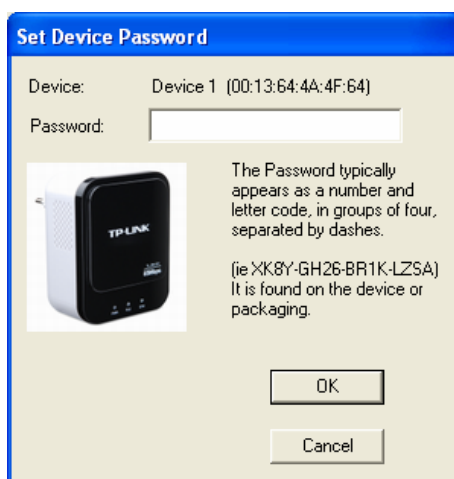 Set Device Password
Device: Device 1 (00:13:64:4A:4F:64)
Password:
The Password typically
appears as a number and
letter code, in groups of four,
separated by dashes.
(ie XK8Y-GH26-BR1K-LZSA)
It is found on the device or
packaging.
TP-LINK
OK
Cancel